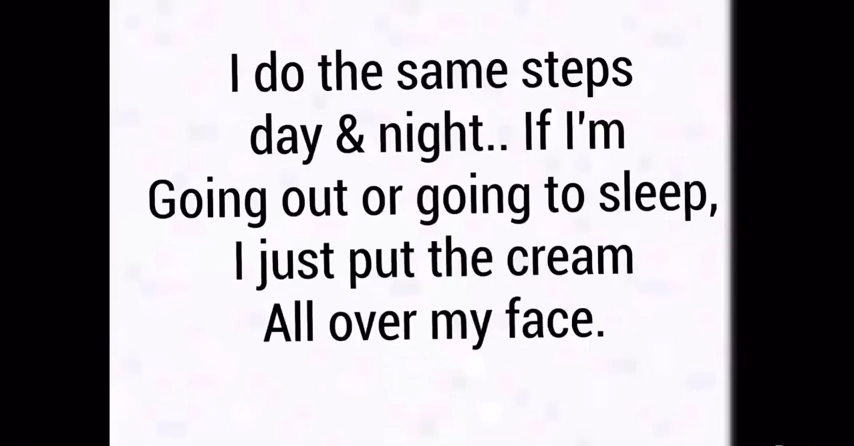 I do the same steps
day & night.. If I'm
Going out or going to sleep,
I just put the cream
All over my face.